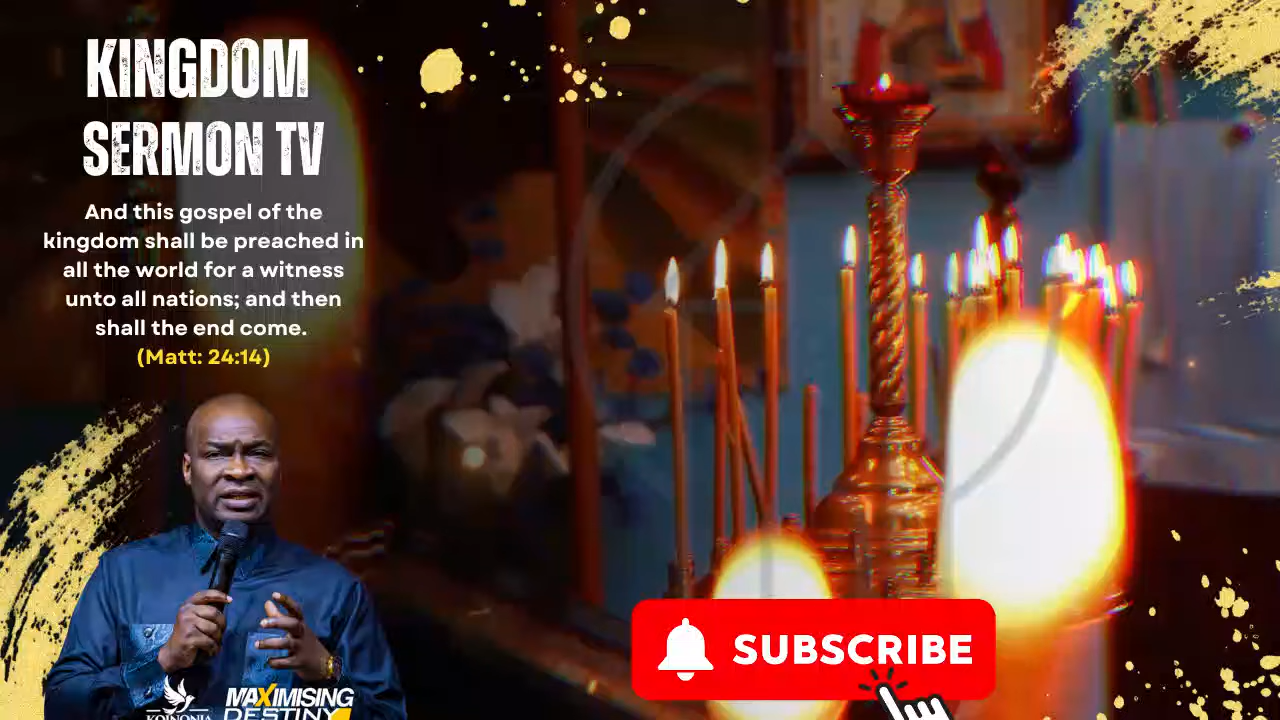 KINGDOM
SERMON TV
And this gospel of the
kingdom shall be preached in
all the world for a witness
unto all nations; and then
shall the end come.
(Matt: 24:14)
KOINONIA
MAXIMISING
DESTINY
SUBSCRIBE